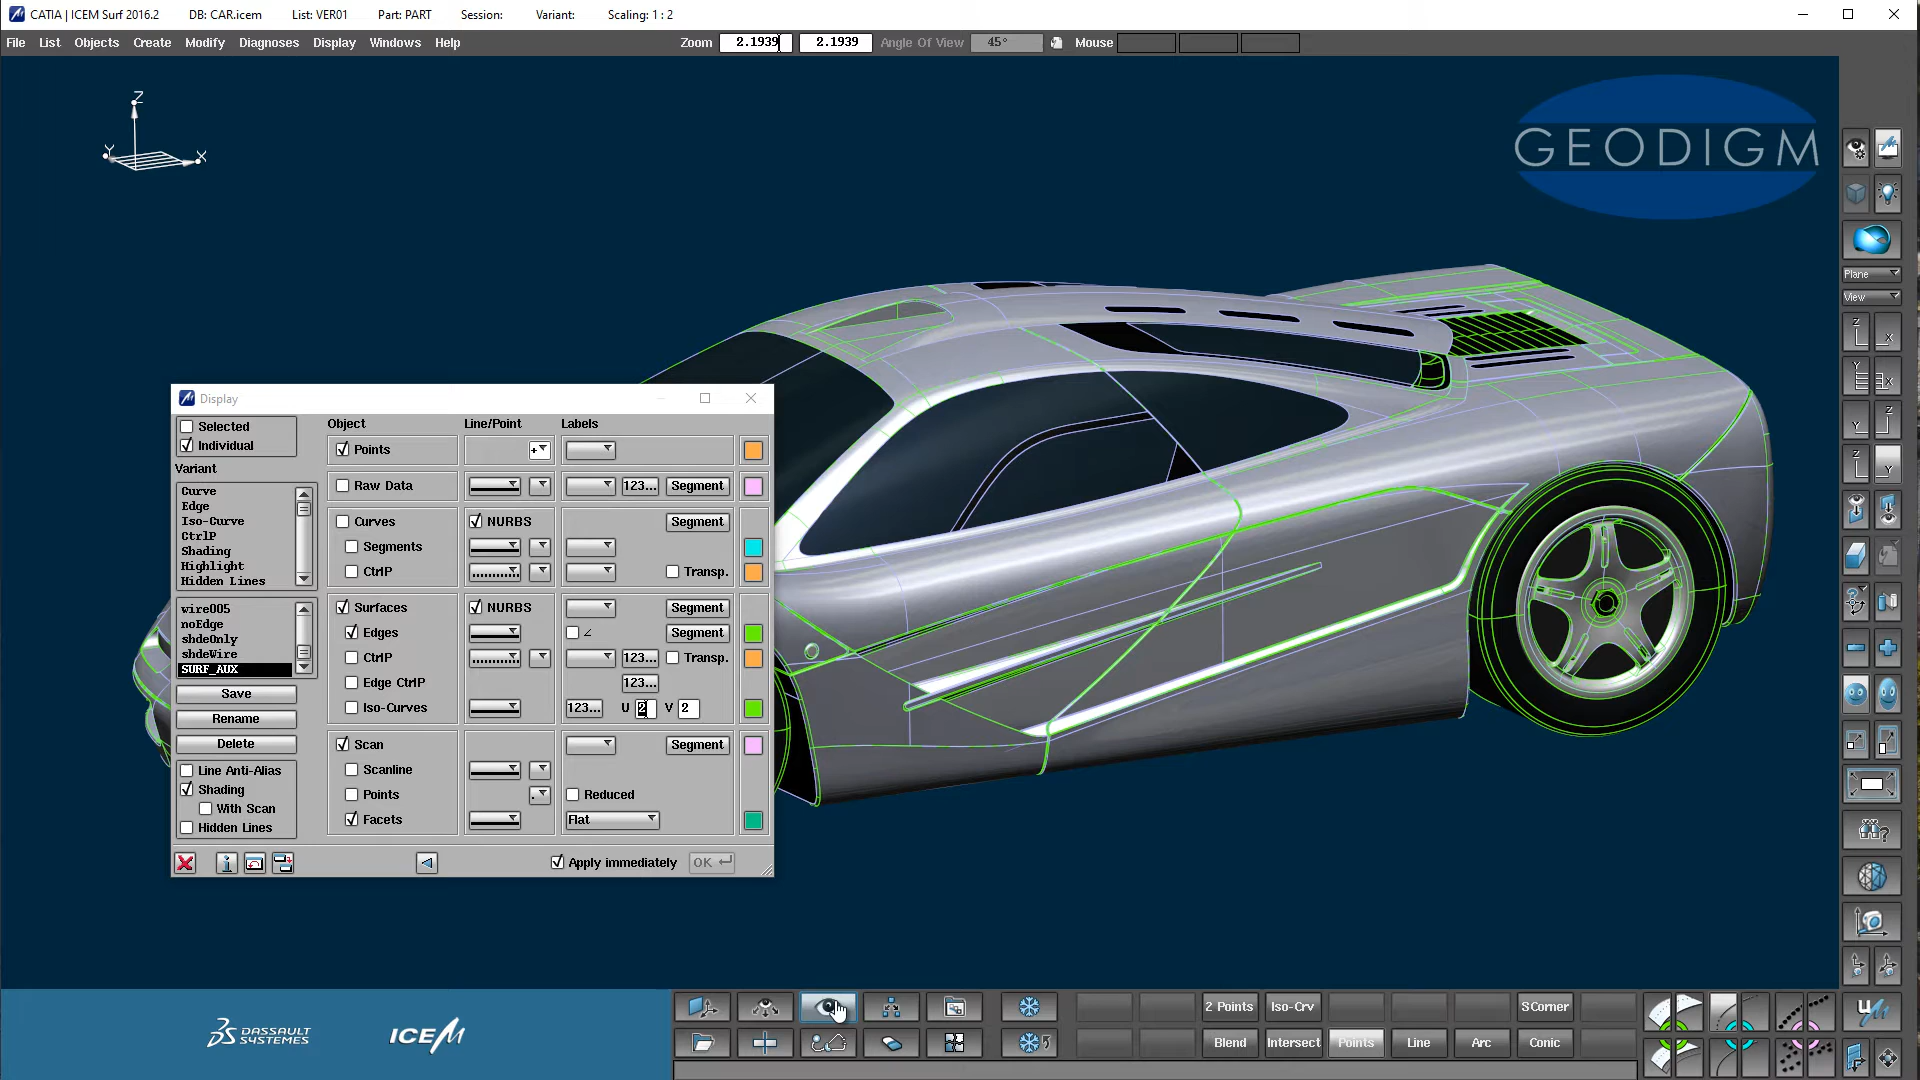 CATIA | ICEM Surf 2016.2 DB: CAR.icem List: VER01 Part: PART Session: Variant: Scaling: 1 : 2
File List Objects Create Modify Diagnoses Display Windows Help Zoom 2.1939 2.1939 Angle Of View 45° Mouse
GEODIGM
Z
Y
X
Plane
View
Display
Selected
Individual
Variant
Curve
Edge
Iso-Curve
CtrlP
Shading
Highlight
Hidden Lines
wire005
noEdge
shdeOnly
shdeWire
SURF_AUX
Save
Rename
Delete
Line Anti-Alias
Shading
With Scan
Hidden Lines
Object Line/Point Labels
Points
Raw Data 123... Segment
Curves NURBS Segment
Segments
CtrlP Transp.
Surfaces NURBS Segment
Edges Segment
CtrlP 123... Transp.
Edge CtrlP 123...
Iso-Curves 123... U 2 V 2
Scan Segment
Scanline
Points Reduced
Facets Flat
Apply immediately OK
DASSAULT SYSTEMES
ICEM
2 Points Iso-Crv SCorner
Blend Intersect Points Line Arc Conic